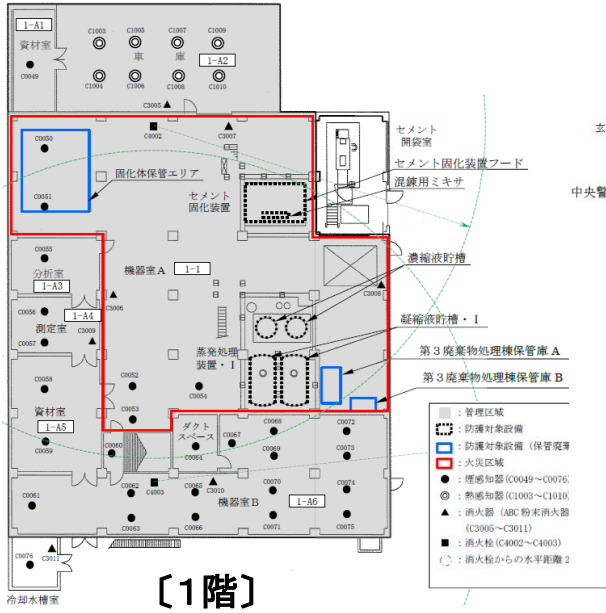 1-A1
資材室
C0049
C1003
C1005
C1007
C1009
車
庫
1-A2
C1004
C1006
C1008
C1010
C3005
C4002
C3007
C0050
C0051
固化体保管エリア
セメント
固化装置
セメント
開袋室
セメント固化装置フード
混錬用ミキサ
玄
中央警
C0055
分析室
1-A3
機器室A
1-1
濃縮液貯槽
C3008
C0056
1-A4
測定室
C3009
C0057
C3006
凝縮液貯槽・Ⅰ
蒸発処理
装置・Ⅰ
第3廃棄物処理棟保管庫 A
第3廃棄物処理棟保管庫 B
C0058
C0052
C0054
C0053
資材室
1-A5
C0059
C0060
ダクト
スペース
C0064
C0067
C0068
C0072
C0069
C0073
C0061
C0062
C4003
C0065
C3010
機器室B
1-A6
C0070
C0074
C0063
C0066
C0071
C0075
C0076
C3011
冷却水槽室
〔1階〕
:管理区域
:防護対象設備
:防護対象設備（保管廃棄
:火災区域
:煙感知器(C0049～C0076)
:熱感知器(C1003～C1010)
:消火器（ABC 粉末消火器
(C3005～C3011)
:消火栓(C4002～C4003)
:消火栓からの水平距離 2